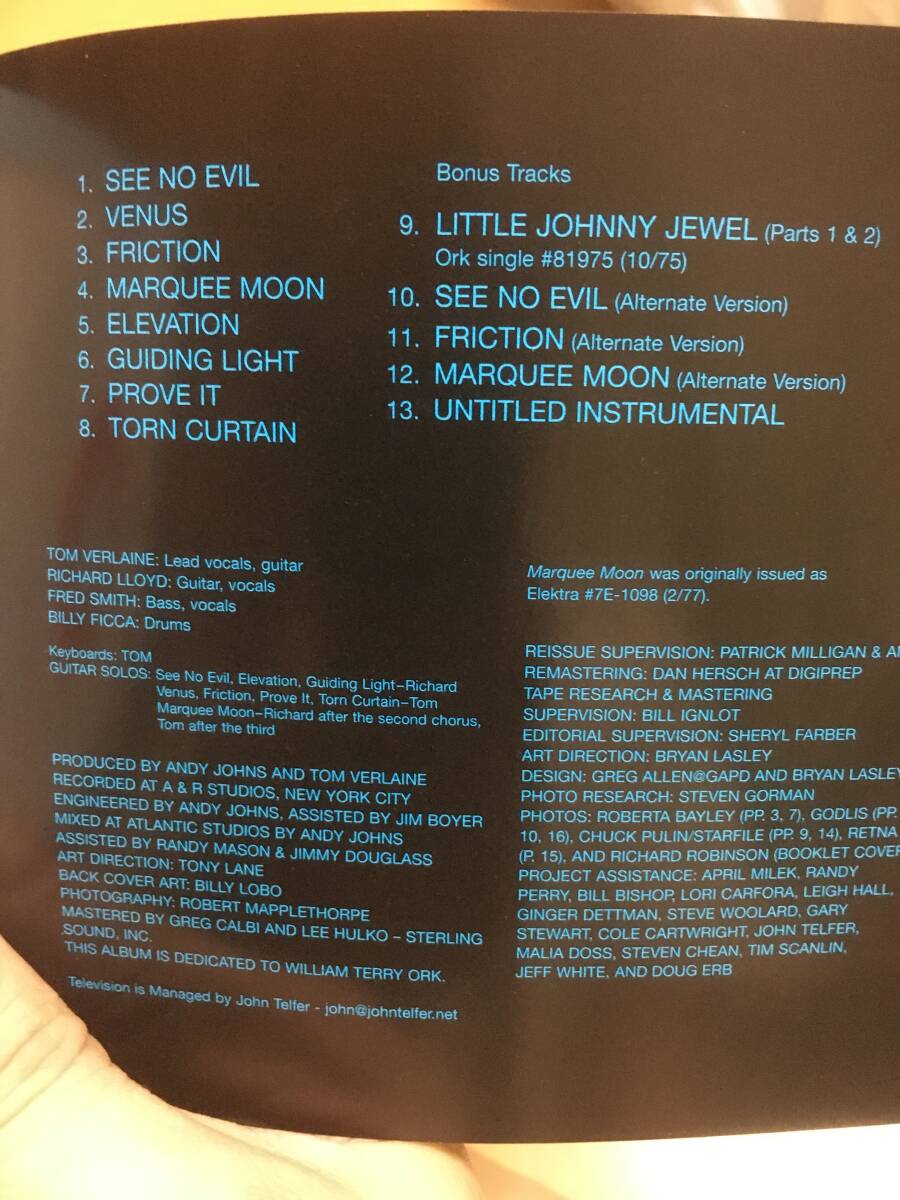 1. SEE NO EVIL
2. VENUS
3. FRICTION
4. MARQUEE MOON
5. ELEVATION
6. GUIDING LIGHT
7. PROVE IT
8. TORN CURTAIN
Bonus Tracks
9. LITTLE JOHNNY JEWEL (Parts 1 & 2)
Ork single #81975 (10/75)
10. SEE NO EVIL (Alternate Version)
11. FRICTION (Alternate Version)
12. MARQUEE MOON (Alternate Version)
13. UNTITLED INSTRUMENTAL
TOM VERLAINE: Lead vocals, guitar
RICHARD LLOYD: Guitar, vocals
FRED SMITH: Bass, vocals
BILLY FICCA: Drums
Keyboards: TOM
GUITAR SOLOS: See No Evil, Elevation, Guiding Light–Richard
Venus, Friction, Prove It, Torn Curtain–Tom
Marquee Moon–Richard after the second chorus,
Tom after the third
PRODUCED BY ANDY JOHNS AND TOM VERLAINE
RECORDED AT A & R STUDIOS, NEW YORK CITY
ENGINEERED BY ANDY JOHNS, ASSISTED BY JIM BOYER
MIXED AT ATLANTIC STUDIOS BY ANDY JOHNS
ASSISTED BY RANDY MASON & JIMMY DOUGLASS
ART DIRECTION: TONY LANE
BACK COVER ART: BILLY LOBO
PHOTOGRAPHY: ROBERT MAPPLETHORPE
MASTERED BY GREG CALBI AND LEE HULKO – STERLING
SOUND, INC.
THIS ALBUM IS DEDICATED TO WILLIAM TERRY ORK.
Television is Managed by John Telfer - john@johntelfer.net
Marquee Moon was originally issued as
Elektra #7E-1098 (2/77).
REISSUE SUPERVISION: PATRICK MILLIGAN &
REMASTERING: DAN HERSCH AT DIGIPREP
TAPE RESEARCH & MASTERING
SUPERVISION: BILL IGNLOT
EDITORIAL SUPERVISION: SHERYL FARBER
ART DIRECTION: BRYAN LASLEY
DESIGN: GREG ALLEN@GAPD AND BRYAN LASLEY
PHOTO RESEARCH: STEVEN GORMAN
PHOTOS: ROBERTA BAYLEY (PP. 3, 7), GODLIS (PP.
10, 16), CHUCK PULIN/STARFILE (PP. 9, 14), RETNA
(P. 15), AND RICHARD ROBINSON (BOOKLET COVER
PROJECT ASSISTANCE: APRIL MILEK, RANDY
PERRY, BILL BISHOP, LORI CARFORA, LEIGH HALL,
GINGER DETTMAN, STEVE WOOLARD, GARY
STEWART, COLE CARTWRIGHT, JOHN TELFER,
MALIA DOSS, STEVEN CHEAN, TIM SCANLIN,
JEFF WHITE, AND DOUG ERB